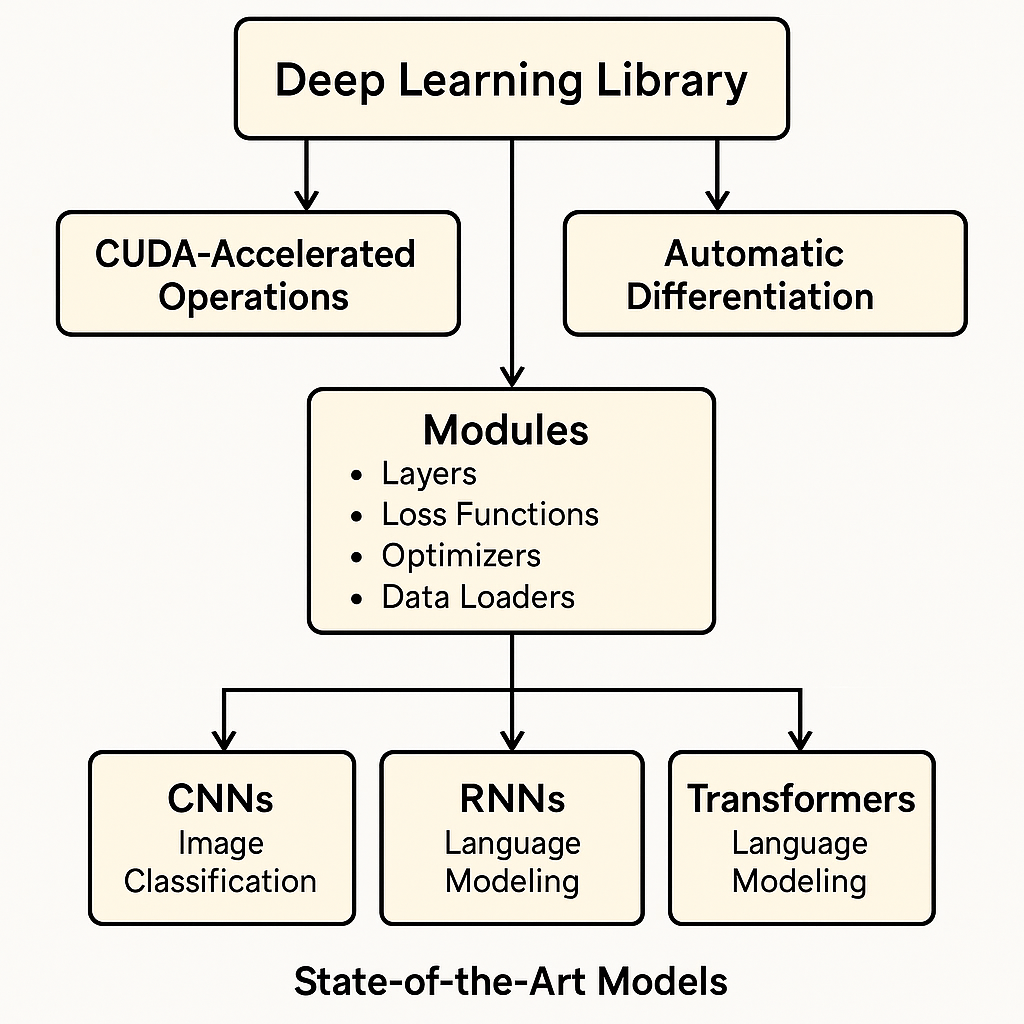 Deep Learning Library
CUDA-Accelerated
Operations
Automatic
Differentiation
Modules
• Layers
• Loss Functions
• Optimizers
• Data Loaders
CNNs
Image
Classification
RNNs
Language
Modeling
Transformers
Language
Modeling
State-of-the-Art Models